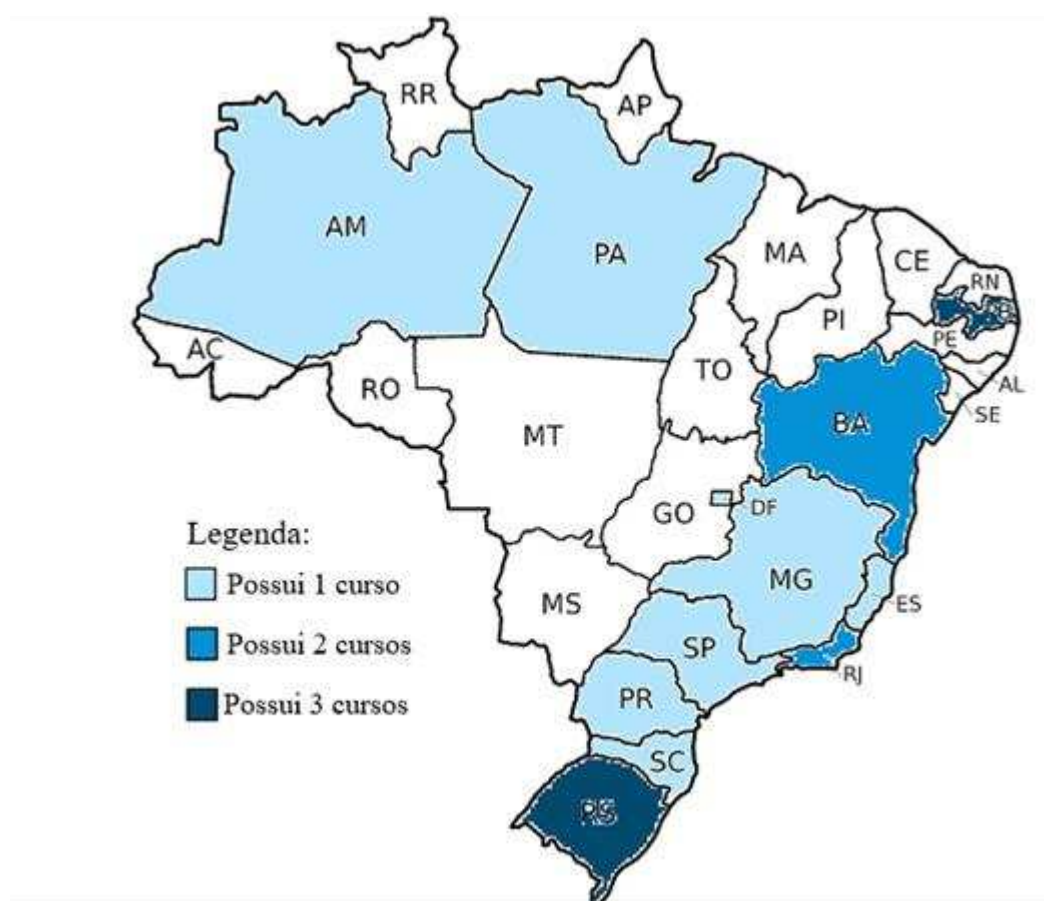 RR
AP
AM
PA
MA
CE
RN
PB
PI
PE
AC
TO
AL
RO
SE
BA
MT
GO
DF
Legenda:
MG
Possui 1 curso
MS
ES
SP
Possui 2 cursos
RJ
PR
Possui 3 cursos
SC
RS